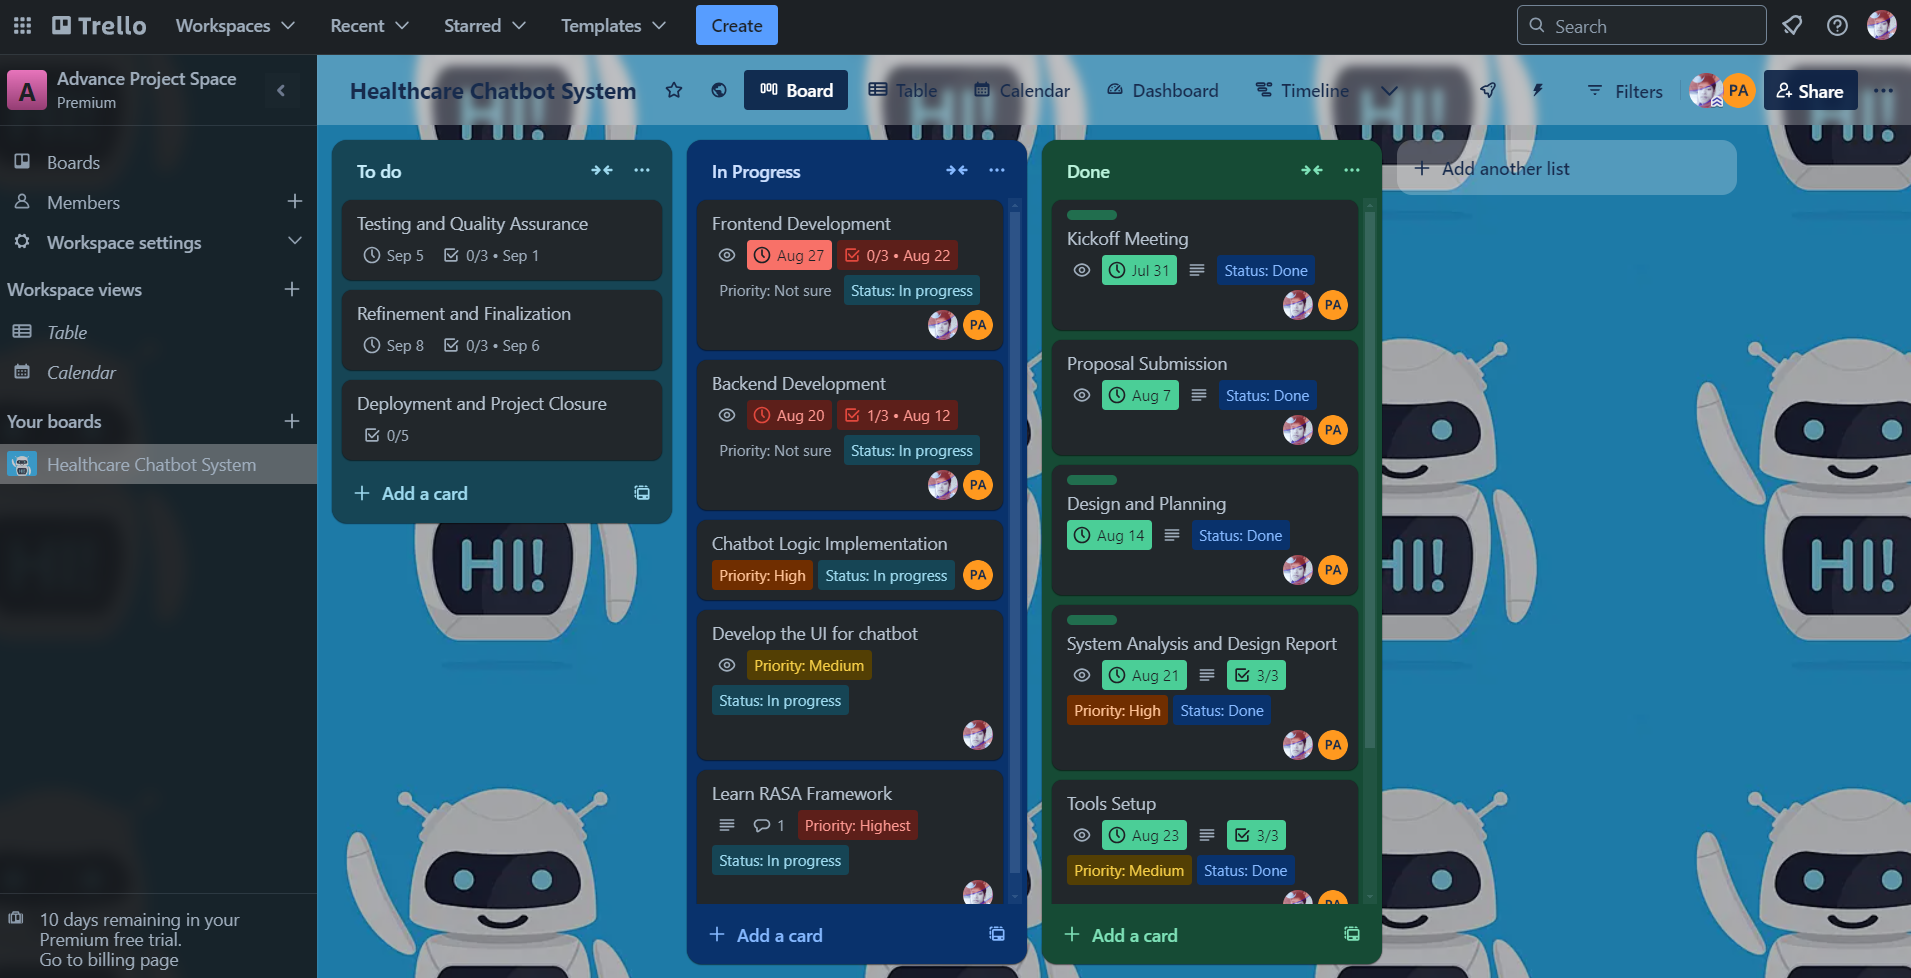 Trello
Workspaces
Recent
Starred
Templates
Create
Search
A
Advance Project Space
Premium
Boards
Members
Workspace settings
Workspace views
Table
Calendar
Your boards
Healthcare Chatbot System
10 days remaining in your
Premium free trial.
Go to billing page
Healthcare Chatbot System
Board
Table
Calendar
Dashboard
Timeline
Filters
PA
Share
To do
Testing and Quality Assurance
Sep 5 0/3 • Sep 1
Refinement and Finalization
Sep 8 0/3 • Sep 6
Deployment and Project Closure
0/5
Add a card
In Progress
Frontend Development
Aug 27 0/3 • Aug 22
Priority: Not sure Status: In progress
PA
Backend Development
Aug 20 1/3 • Aug 12
Priority: Not sure Status: In progress
PA
Chatbot Logic Implementation
Priority: High Status: In progress PA
Develop the UI for chatbot
Priority: Medium
Status: In progress
Learn RASA Framework
1 Priority: Highest
Status: In progress
Add a card
Done
Kickoff Meeting
Jul 31 Status: Done
PA
Proposal Submission
Aug 7 Status: Done
PA
Design and Planning
Aug 14 Status: Done
PA
System Analysis and Design Report
Aug 21 3/3
Priority: High Status: Done
PA
Tools Setup
Aug 23 3/3
Priority: Medium Status: Done
PA
Add a card
Add another list
HI!
HI!
HI!